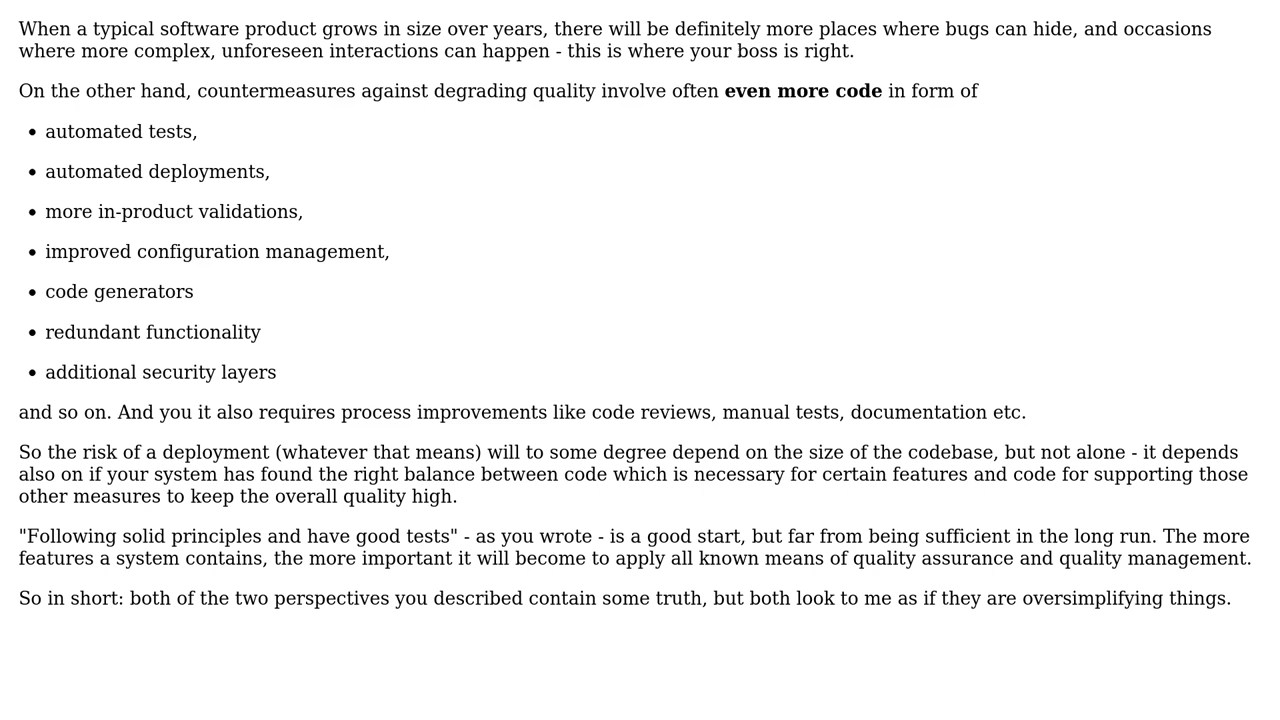 When a typical software product grows in size over years, there will be definitely more places where bugs can hide, and occasions
where more complex, unforeseen interactions can happen - this is where your boss is right.
On the other hand, countermeasures against degrading quality involve often even more code in form of
• automated tests,
• automated deployments,
• more in-product validations,
• improved configuration management,
• code generators
• redundant functionality
• additional security layers
and so on. And you it also requires process improvements like code reviews, manual tests, documentation etc.
So the risk of a deployment (whatever that means) will to some degree depend on the size of the codebase, but not alone - it depends
also on if your system has found the right balance between code which is necessary for certain features and code for supporting those
other measures to keep the overall quality high.
"Following solid principles and have good tests" - as you wrote - is a good start, but far from being sufficient in the long run. The more
features a system contains, the more important it will become to apply all known means of quality assurance and quality management.
So in short: both of the two perspectives you described contain some truth, but both look to me as if they are oversimplifying things.